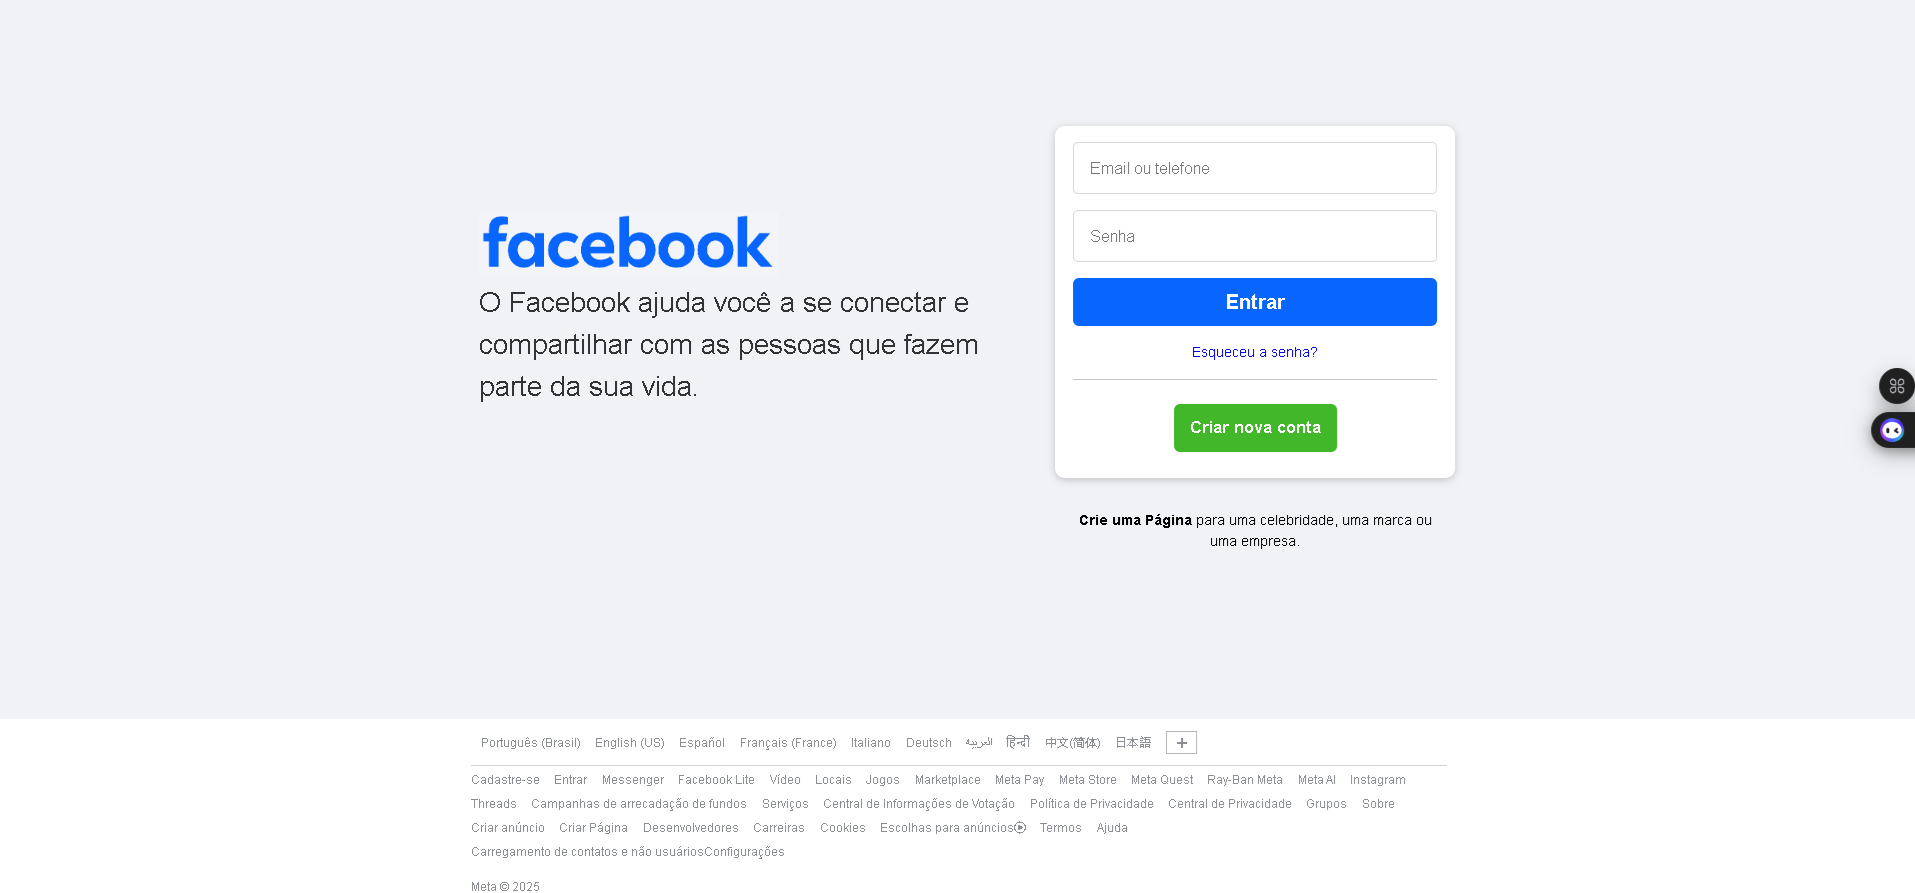 facebook
O Facebook ajuda você a se conectar e
compartilhar com as pessoas que fazem
parte da sua vida.
Email ou telefone
Senha
Entrar
Esqueceu a senha?
Criar nova conta
Crie uma Página para uma celebridade, uma marca ou
uma empresa.
Português (Brasil) English (US) Español Français (France) Italiano Deutsch العربية हिन्दी 中文(简体) 日本語
Cadastre-se Entrar Messenger Facebook Lite Vídeo Locais Jogos Marketplace Meta Pay Meta Store Meta Quest Ray-Ban Meta Meta AI Instagram
Threads Campanhas de arrecadação de fundos Serviços Central de Informações de Votação Política de Privacidade Central de Privacidade Grupos Sobre
Criar anúncio Criar Página Desenvolvedores Carreiras Cookies Escolhas para anúncios Termos Ajuda
Carregamento de contatos e não usuáriosConfigurações
Meta © 2025